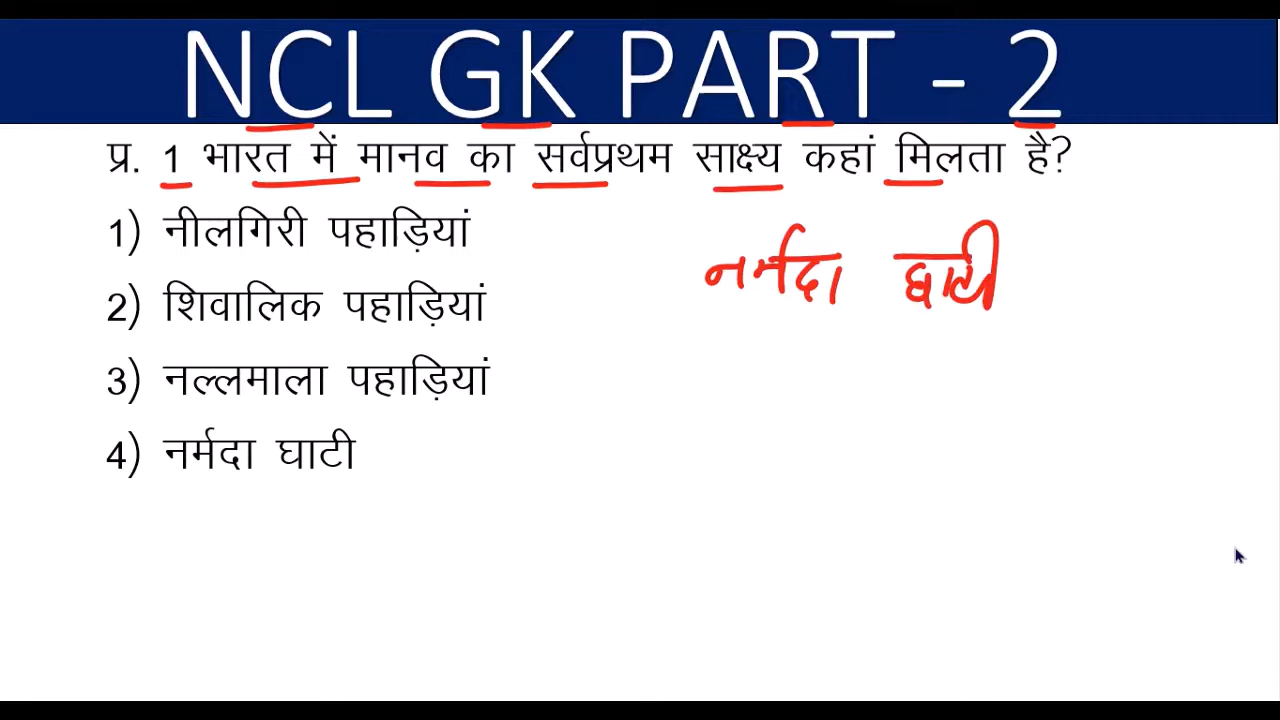 NCL GK PART - 2
प्र. 1 भारत में मानव का सर्वप्रथम साक्ष्य कहां मिलता है?
1) नीलगिरी पहाड़ियां
नर्मदा घाटी
2) शिवालिक पहाड़ियां
3) नल्लमाला पहाड़ियां
4) नर्मदा घाटी